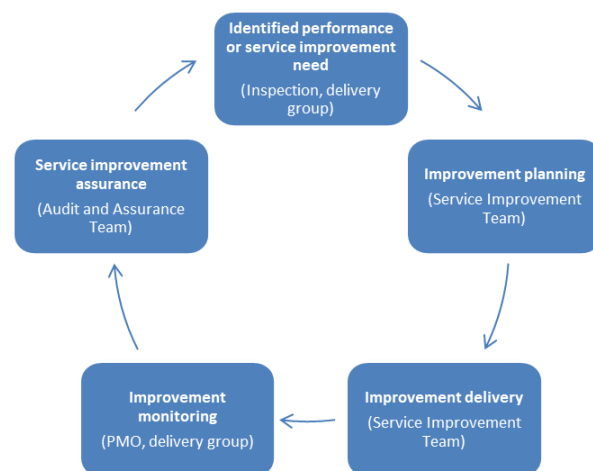 Identified performance
or service improvement
need
(Inspection, delivery
group)
Improvement planning
(Service Improvement
Team)
Improvement delivery
(Service Improvement
Team)
Improvement
monitoring
(PMO, delivery group)
Service improvement
assurance
(Audit and Assurance
Team)